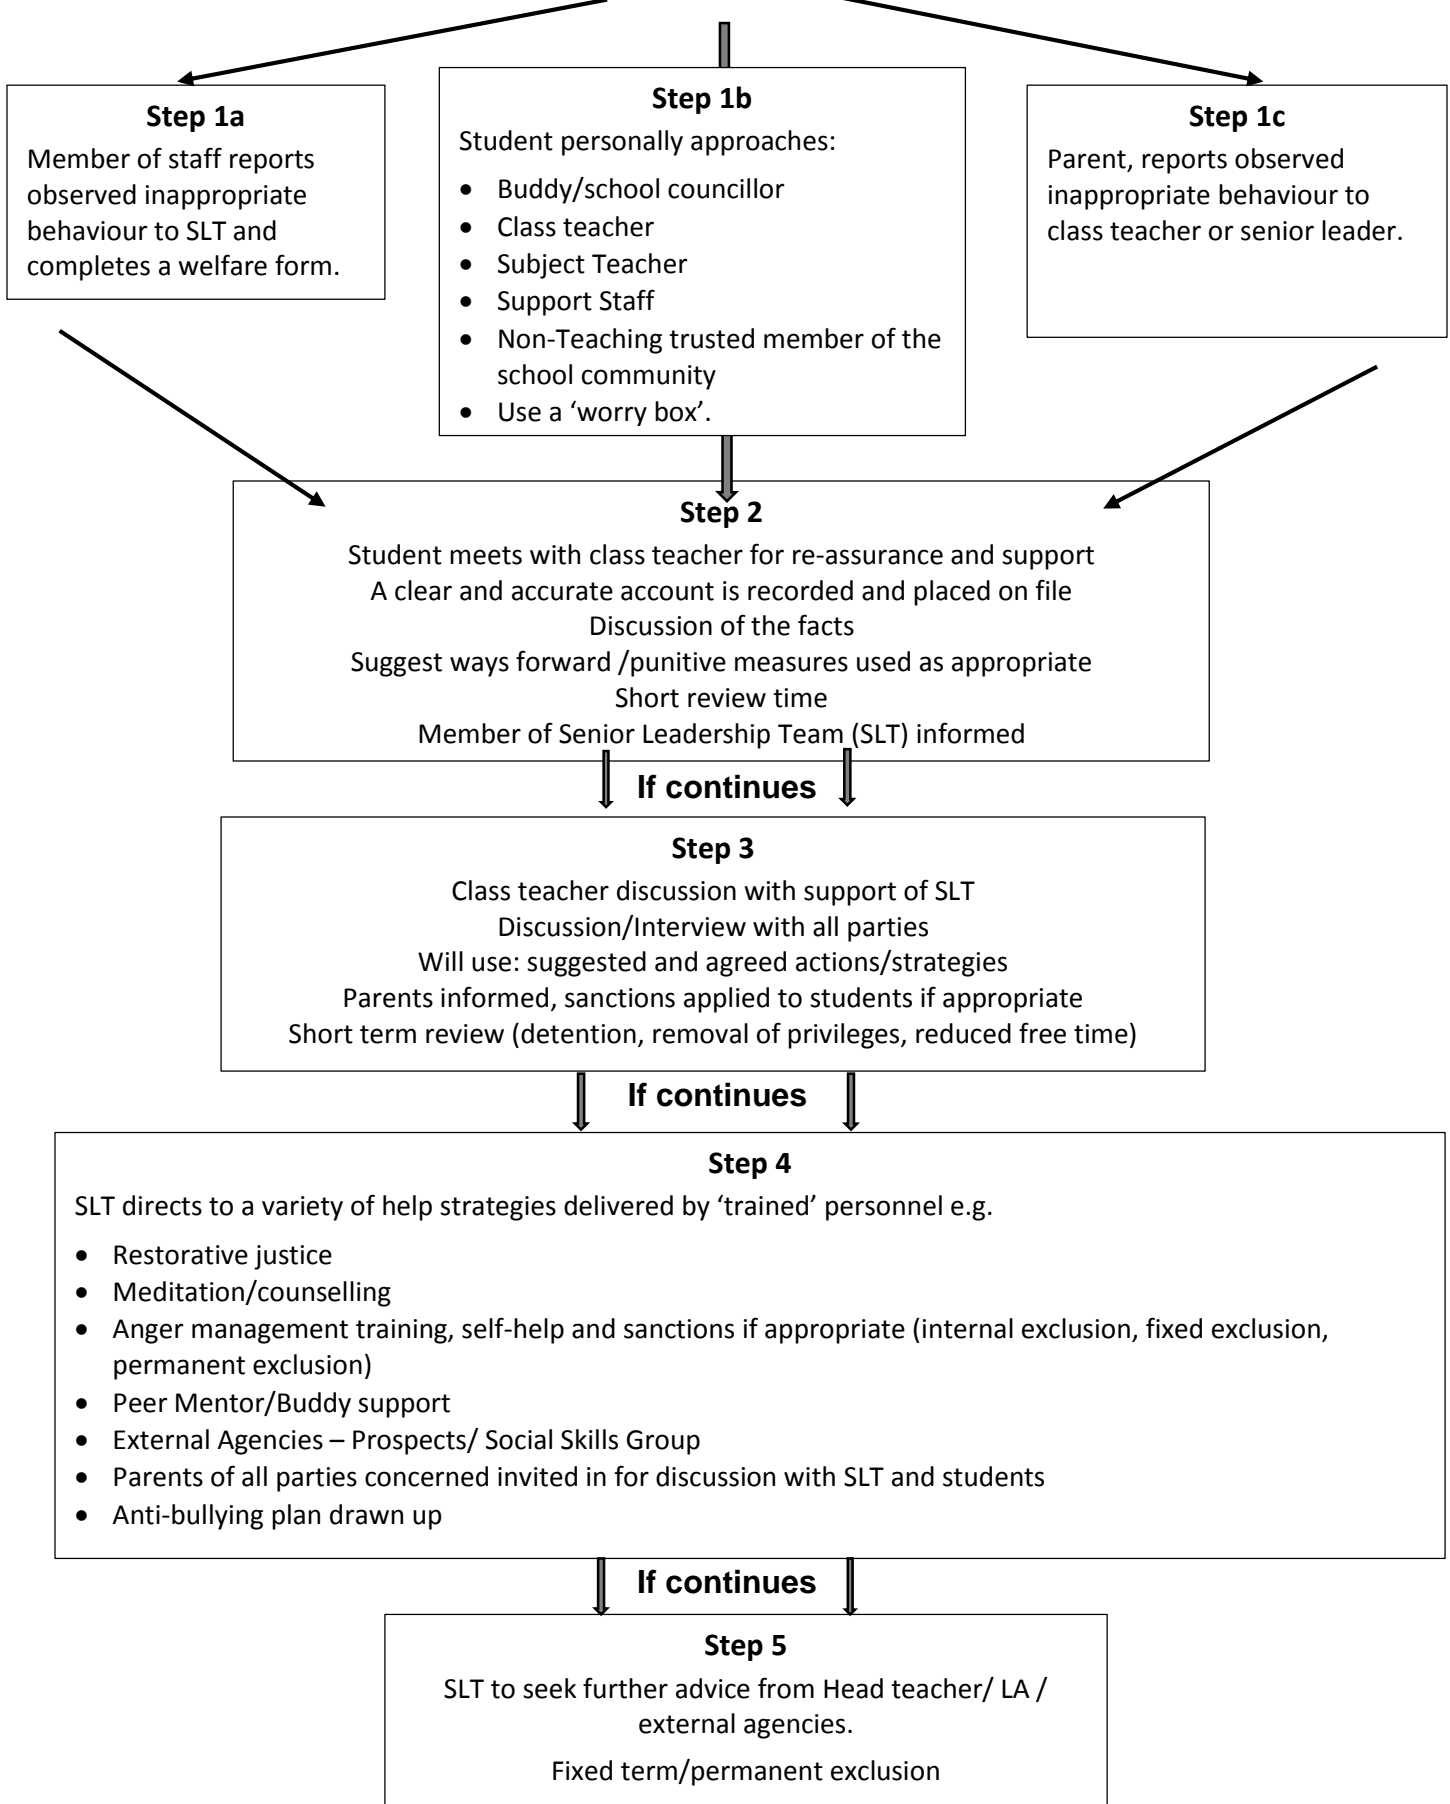 Step 1a
Member of staff reports
observed inappropriate
behaviour to SLT and
completes a welfare form.
Step 1b
Student personally approaches:
• Buddy/school councillor
• Class teacher
• Subject Teacher
• Support Staff
• Non-Teaching trusted member of the
school community
• Use a ‘worry box’.
Step 1c
Parent, reports observed
inappropriate behaviour to
class teacher or senior leader.
Step 2
Student meets with class teacher for re-assurance and support
A clear and accurate account is recorded and placed on file
Discussion of the facts
Suggest ways forward /punitive measures used as appropriate
Short review time
Member of Senior Leadership Team (SLT) informed
If continues
Step 3
Class teacher discussion with support of SLT
Discussion/Interview with all parties
Will use: suggested and agreed actions/strategies
Parents informed, sanctions applied to students if appropriate
Short term review (detention, removal of privileges, reduced free time)
If continues
Step 4
SLT directs to a variety of help strategies delivered by ‘trained’ personnel e.g.
• Restorative justice
• Meditation/counselling
• Anger management training, self-help and sanctions if appropriate (internal exclusion, fixed exclusion,
permanent exclusion)
• Peer Mentor/Buddy support
• External Agencies – Prospects/ Social Skills Group
• Parents of all parties concerned invited in for discussion with SLT and students
• Anti-bullying plan drawn up
If continues
Step 5
SLT to seek further advice from Head teacher/ LA /
external agencies.
Fixed term/permanent exclusion